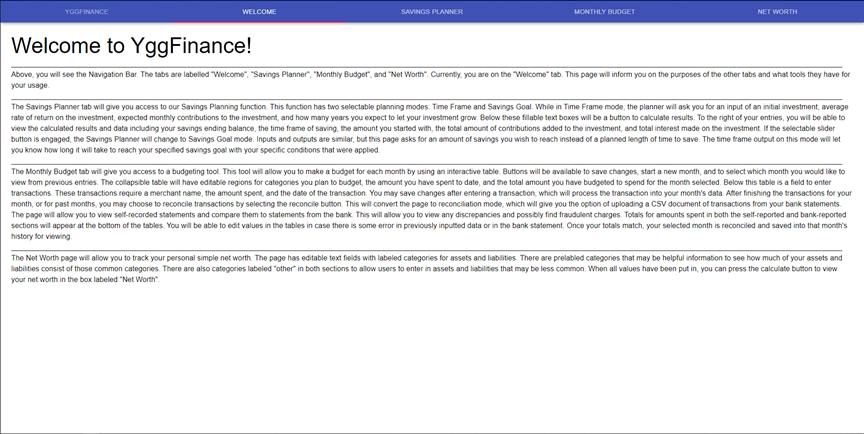 YGGFINANCE WELCOME SAVINGS PLANNER MONTHLY BUDGET NET WORTH
Welcome to YggFinance!
Above, you will see the Navigation Bar. The tabs are labelled "Welcome", "Savings Planner", "Monthly Budget", and "Net Worth". Currently, you are on the "Welcome" tab. This page will inform you on the purposes of the other tabs and what tools they have for
your usage.
The Savings Planner tab will give you access to our Savings Planning function. This function has two selectable planning modes: Time Frame and Savings Goal. While in Time Frame mode, the planner will ask you for an input of an initial investment, average
rate of return on the investment, expected monthly contributions to the investment, and how many years you expect to let your investment grow. Below these fillable text boxes will be a button to calculate results. To the right of your entries, you will be able to
view the calculated results and data including your savings ending balance, the time frame of saving, the amount you started with, the total amount of contributions added to the investment, and total interest made on the investment. If the selectable slider
button is engaged, the Savings Planner will change to Savings Goal mode. Inputs and outputs are similar, but this page asks for an amount of savings you wish to reach instead of a planned length of time to save. The time frame output on this mode will let
you know how long it will take to reach your specified savings goal with your specific conditions that were applied.
The Monthly Budget tab will give you access to a budgeting tool. This tool will allow you to make a budget for each month by using an interactive table. Buttons will be available to save changes, start a new month, and to select which month you would like to
view from previous entries. The collapsible table will have editable regions for categories you plan to budget, the amount you have spent to date, and the total amount you have budgeted to spend for the month selected. Below this table is a field to enter
transactions. These transactions require a merchant name, the amount spent, and the date of the transaction. You may save changes after entering a transaction, which will process the transaction into your month's data. After finishing the transactions for your
month, or for past months, you may choose to reconcile transactions by selecting the reconcile button. This will convert the page to reconciliation mode, which will give you the option of uploading a CSV document of transactions from your bank statements.
The page will allow you to view self-recorded statements and compare them to statements from the bank. This will allow you to view any discrepancies and possibly find fraudulent charges. Totals for amounts spent in both the self-reported and bank-reported
sections will appear at the bottom of the tables. You will be able to edit values in the tables in case there is some error in previously inputted data or in the bank statement. Once your totals match, your selected month is reconciled and saved into that month's
history for viewing.
The Net Worth page will allow you to track your personal simple net worth. The page has editable text fields with labeled categories for assets and liabilities. There are prelabled categories that may be helpful information to see how much of your assets and
liabilities consist of those common categories. There are also categories labeled "other" in both sections to allow users to enter in assets and liabilities that may be less common. When all values have been put in, you can press the calculate button to view
your net worth in the box labeled "Net Worth".